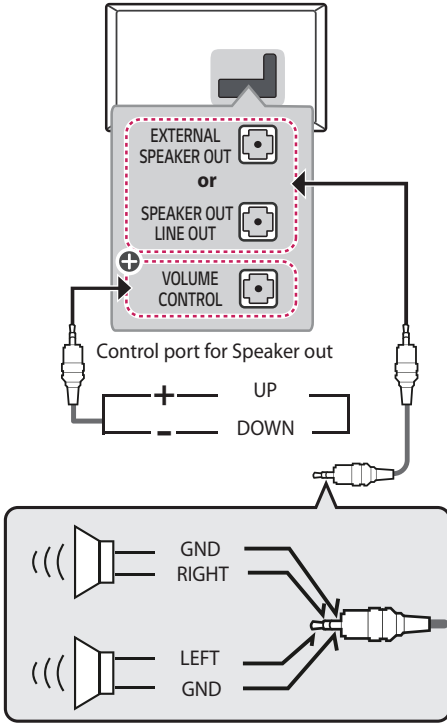 EXTERNAL
SPEAKER OUT
or
SPEAKER OUT
LINE OUT
VOLUME
CONTROL
Control port for Speaker out
+ UP
- DOWN
GND
RIGHT
LEFT
GND